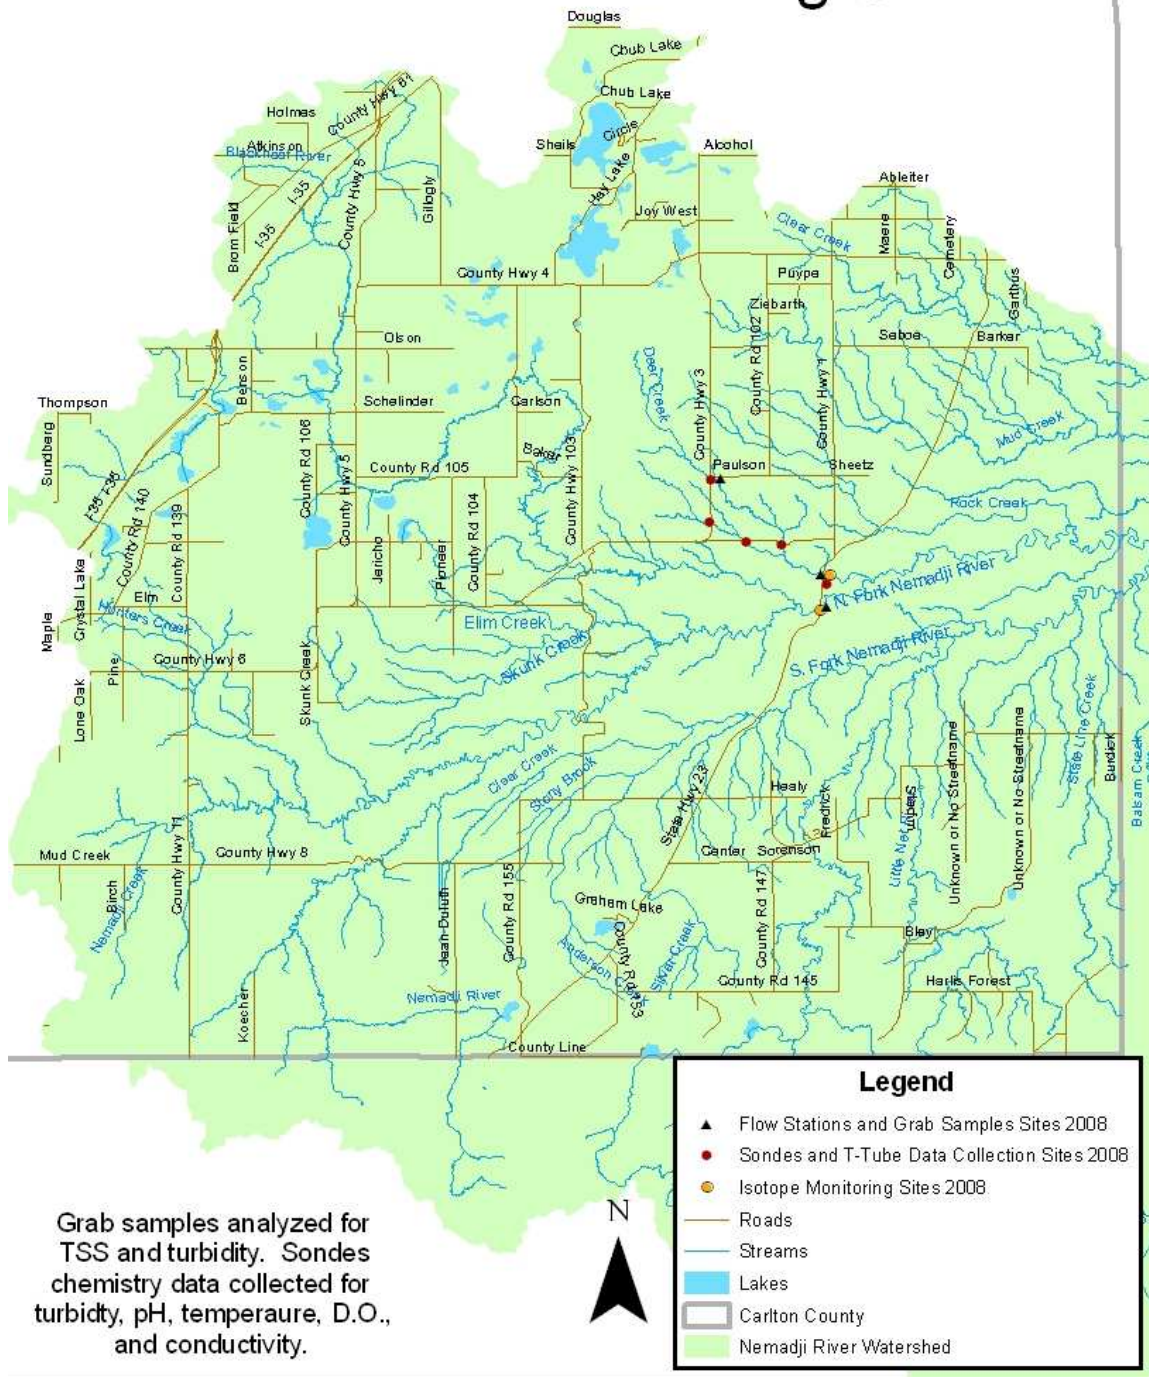 Douglas
Chub Lake
Chub Lake
County Hwy 61
Holmes
Circle
Atkinson
Blackhoof River
Sheils
Alcohol
Hay Lake
I-35
County Hwy 5
Gillogly
Ableiter
Brom Field
I-35
Joy West
Clear Creek
Maere
Cemetery
County Hwy 4
Puype
Garthus
Ziebarth
Olson
County Rd 102
Saboe
Barker
Benson
Deer Creek
County Hwy 3
County Hwy 1
Thompson
Schelinder
Carlson
Sundberg
County Rd 106
County Hwy 5
Mud Creek
Baker
County Hwy 103
County Rd 105
Paulson
Sheetz
I-35
I-35
County Rd 140
County Rd 139
County Rd 104
Rock Creek
Jericho
Pioneer
Crystal Lake
Elm
N. Fork Nemadji River
Maple
Hunters Creek
Elim Creek
Skunk Creek
S. Fork Nemadji River
Pine
County Hwy 6
Skunk Creek
Lone Oak
Unknown or No Streetname
Unknown or No Streetname
State Line Creek
Burdick
Balsam Creek
Clear Creek
Stony Brook
State Hwy 23
Healy
Fredrick
Little Net
County Hwy 11
Mud Creek
County Hwy 8
Center
Sorenson
Birch
Nemadji Creek
Jean Duluth
County Rd 155
Graham Lake
County Rd 147
County Rd 153
Bley
Anderson Creek
Silver Creek
County Rd 145
Harlis Forest
Nemadji River
Koecher
County Line
Legend
Flow Stations and Grab Samples Sites 2008
Sondes and T-Tube Data Collection Sites 2008
Isotope Monitoring Sites 2008
Roads
Streams
Lakes
Carlton County
Nemadji River Watershed
N
Grab samples analyzed for
TSS and turbidity. Sondes
chemistry data collected for
turbidty, pH, temperaure, D.O.,
and conductivity.